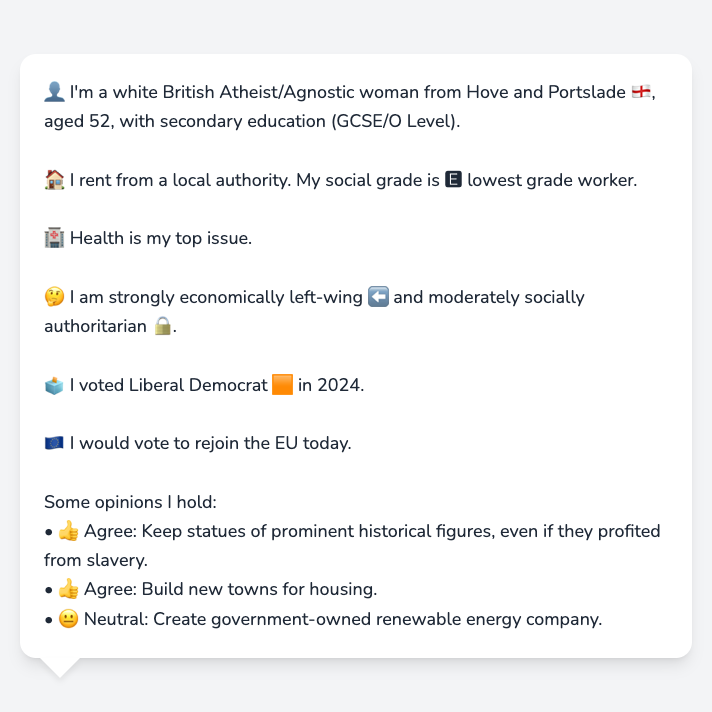 👤 I'm a white British Atheist/Agnostic woman from Hove and Portslade 🏴󠁧󠁢󠁥󠁮󠁧󠁿,
aged 52, with secondary education (GCSE/O Level).
🏠 I rent from a local authority. My social grade is 🅴 lowest grade worker.
🏥 Health is my top issue.
🤔 I am strongly economically left-wing ⬅️ and moderately socially
authoritarian 🔒.
🗳️ I voted Liberal Democrat 🟧 in 2024.
🇪🇺 I would vote to rejoin the EU today.
Some opinions I hold:
• 👍 Agree: Keep statues of prominent historical figures, even if they profited
from slavery.
• 👍 Agree: Build new towns for housing.
• 😐 Neutral: Create government-owned renewable energy company.